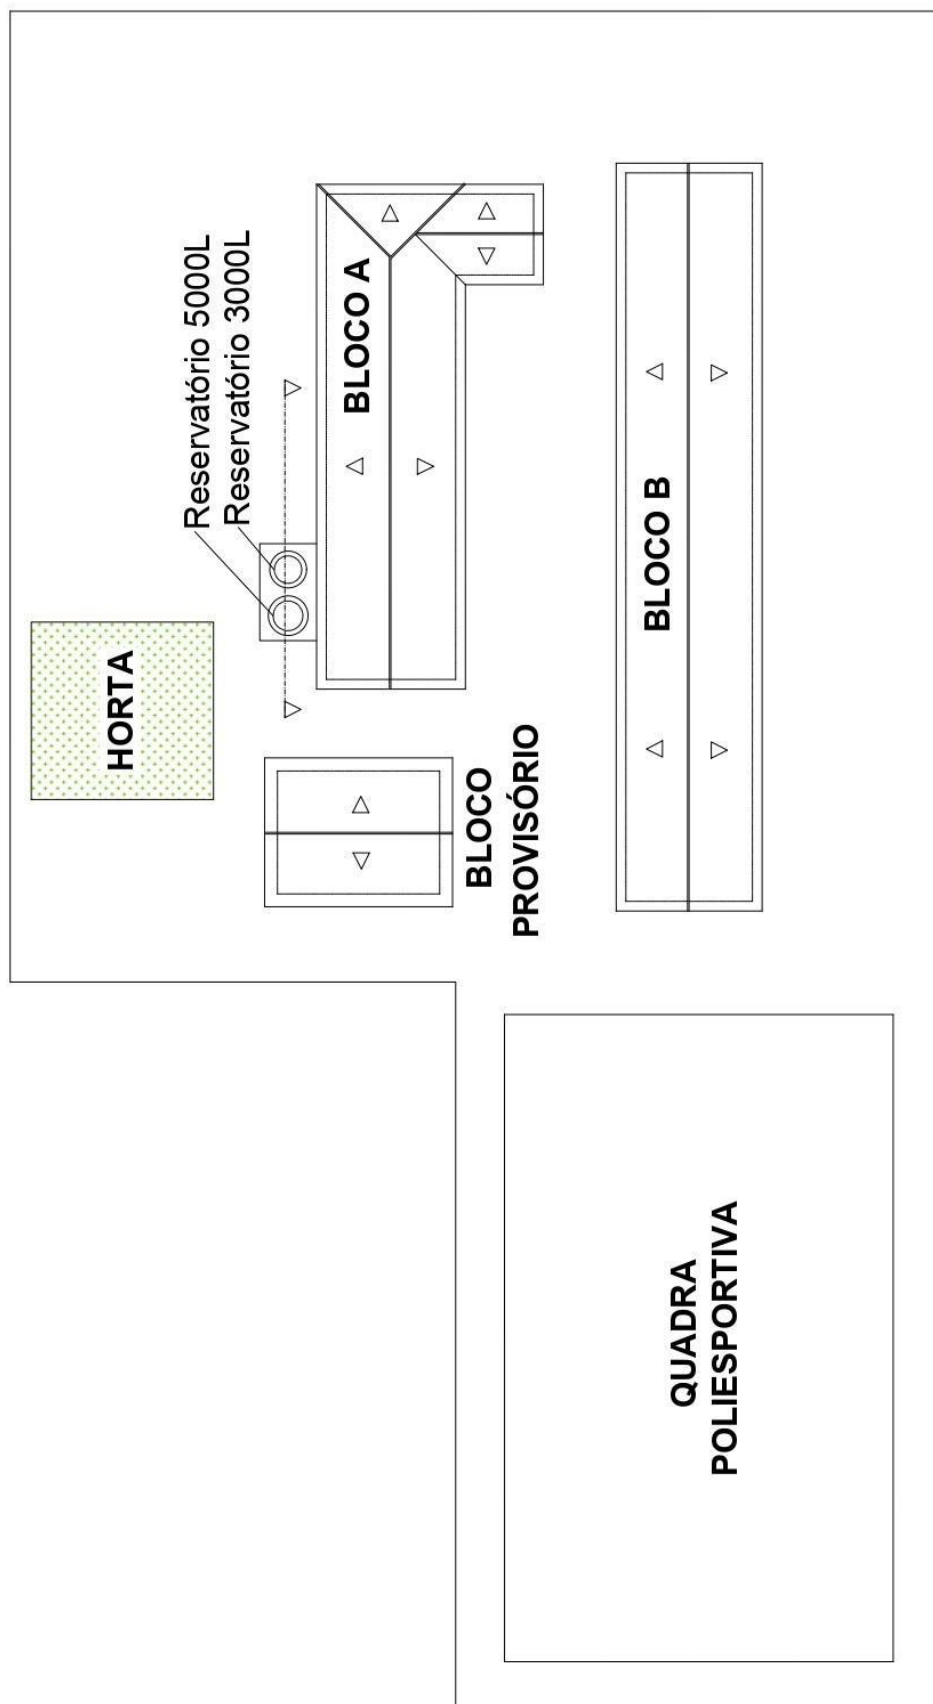 Reservatório 5000L
Reservatório 3000L
HORTA
BLOCO A
BLOCO
PROVISÓRIO
BLOCO B
QUADRA
POLIESPORTIVA